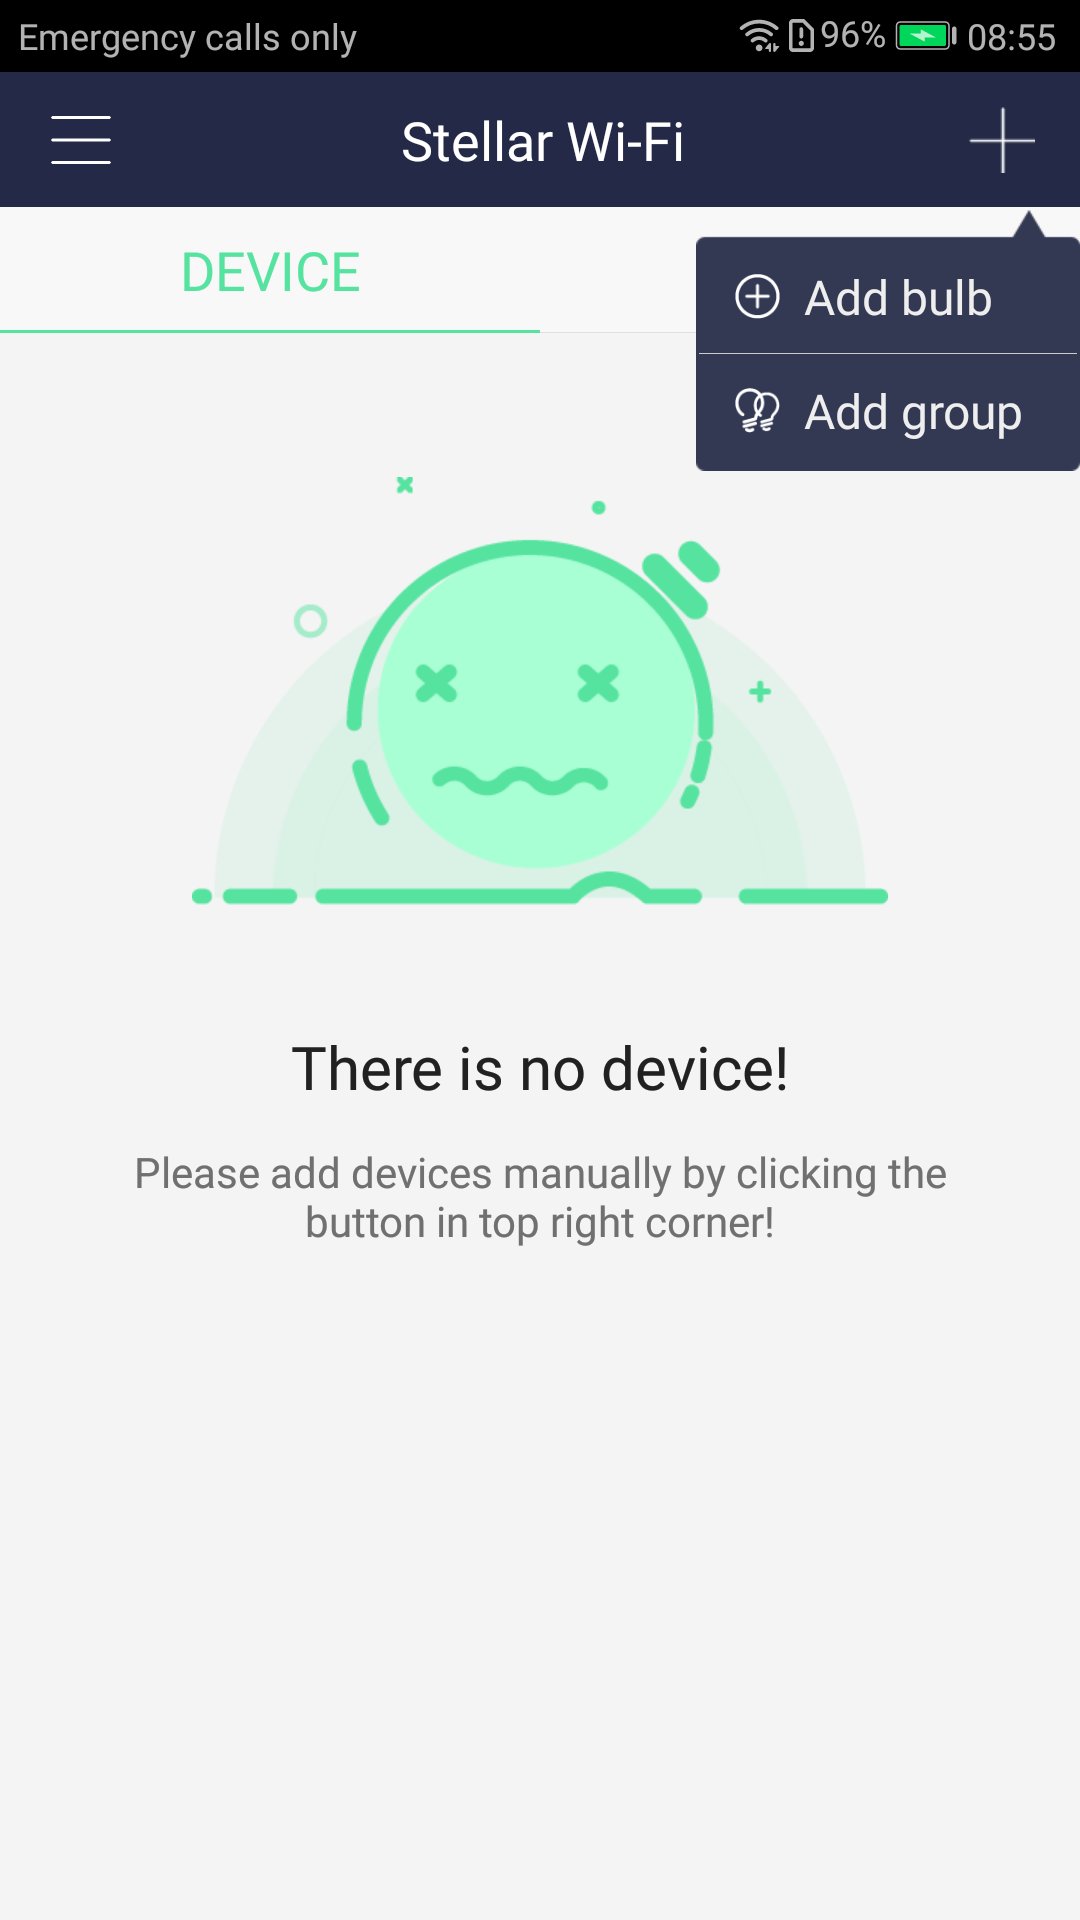 Emergency calls only 96% 08:55
Stellar Wi-Fi
DEVICE
Add bulb
Add group
There is no device!
Please add devices manually by clicking the
button in top right corner!